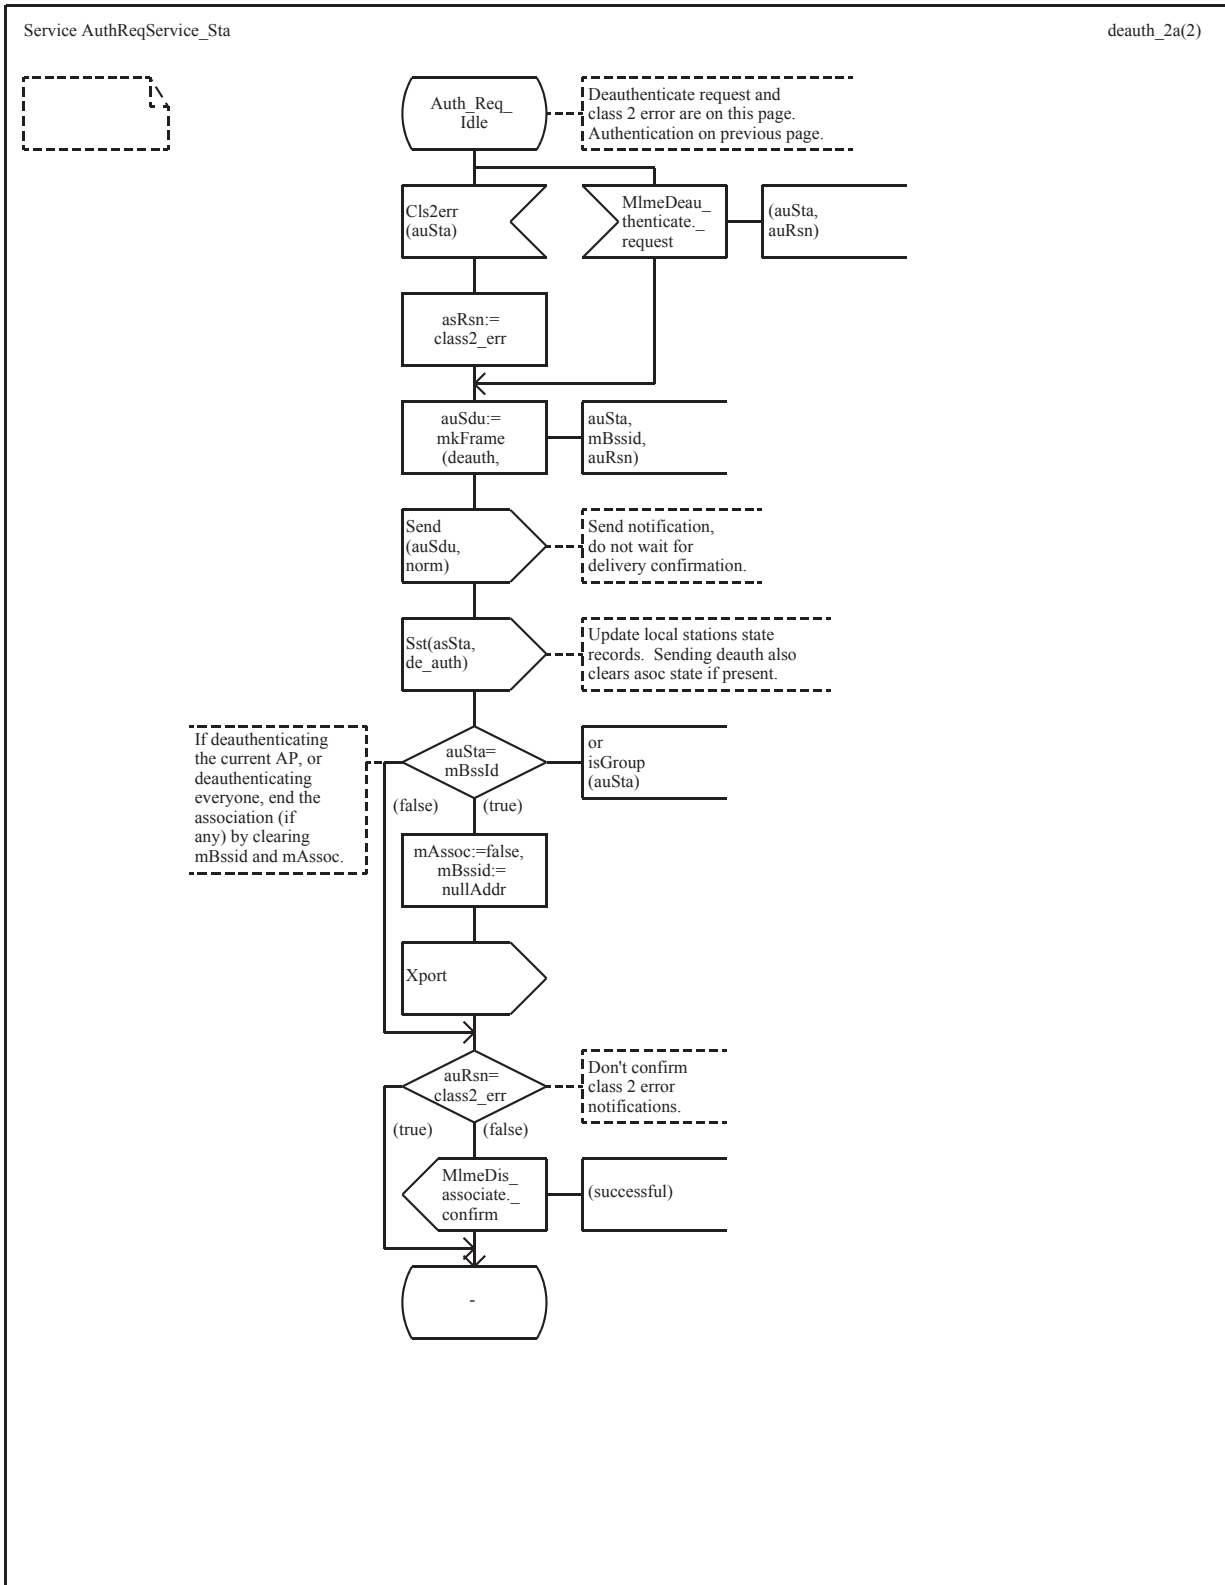 Service AuthReqService_Sta
deauth_2a(2)
Auth_Req_
Idle
Deauthenticate request and
class 2 error are on this page.
Authentication on previous page.
Cls2err
(auSta)
MlmeDeau_
thenticate._
request
(auSta,
auRsn)
asRsn:=
class2_err
auSdu:=
mkFrame
(deauth,
auSta,
mBssid,
auRsn)
Send
(auSdu,
norm)
Send notification,
do not wait for
delivery confirmation.
Sst(asSta,
de_auth)
Update local stations state
records.  Sending deauth also
clears asoc state if present.
If deauthenticating
the current AP, or
deauthenticating
everyone, end the
association (if
any) by clearing
mBssid and mAssoc.
auSta=
mBssId
or
isGroup
(auSta)
(false)
(true)
mAssoc:=false,
mBssid:=
nullAddr
Xport
auRsn=
class2_err
Don't confirm
class 2 error
notifications.
(true)
(false)
MlmeDis_
associate._
confirm
(successful)
-